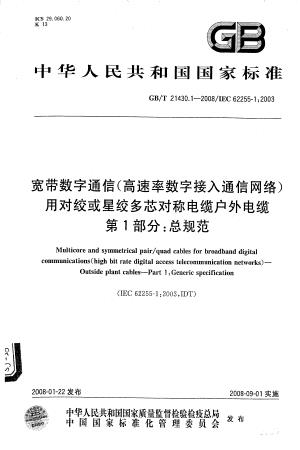 ICS 29.060.20
K 13
GB
中华人民共和国国家标准
GB/T 21430.1—2008/IEC 62255-1:2003
宽带数字通信(高速率数字接入通信网络)
用对绞或星绞多芯对称电缆户外电缆
第1部分:总规范
Multicore and symmetrical pair/quad cables for broadband digital
communications(high bit rate digital access telecommunication networks)—
Outside plant cables—Part 1:Generic specification
(IEC 62255-1:2003,IDT)
2008-01-22 发布
2008-09-01 实施
中华人民共和国国家质量监督检验检疫总局
中国国家标准化管理委员会
发布